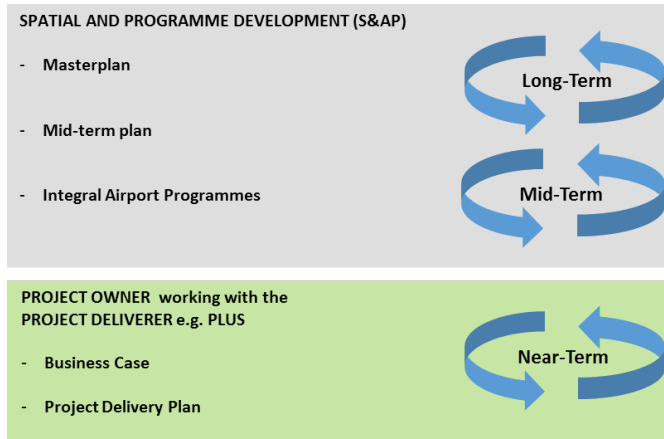 SPATIAL AND PROGRAMME DEVELOPMENT (S&AP)
- Masterplan
Long-Term
- Mid-term plan
- Integral Airport Programmes
Mid-Term
PROJECT OWNER working with the
PROJECT DELIVERER e.g. PLUS
- Business Case
Near-Term
- Project Delivery Plan